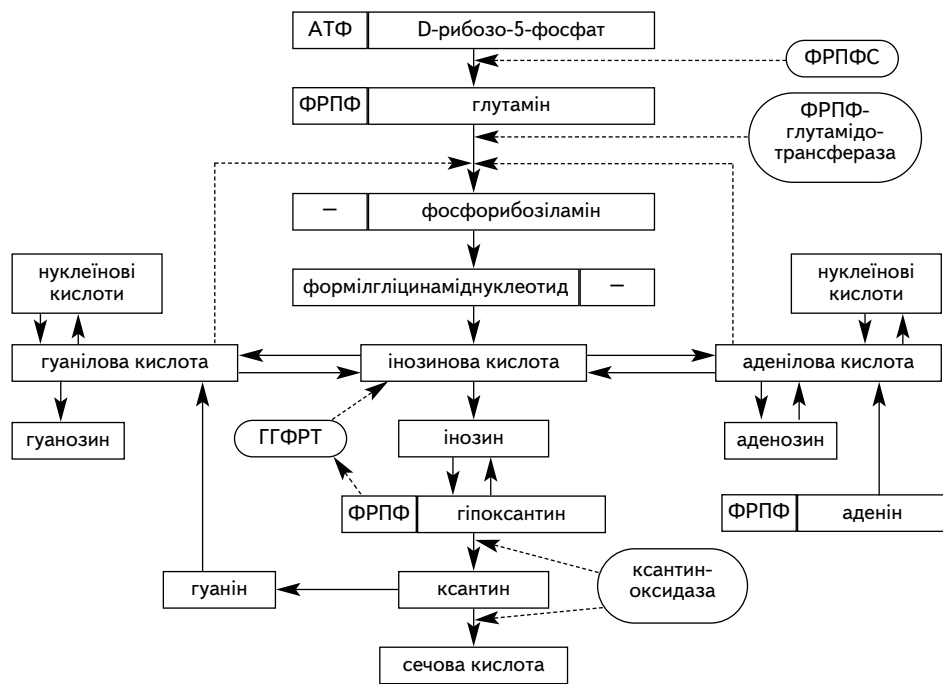 АТФ D-рибозо-5-фосфат
ФРПФС
ФРПФ глутамін
ФРПФ-
глутамідо-
трансфераза
– фосфорибозіламін
нуклеїнові
кислоти
формілгліцинаміднуклеотид –
нуклеїнові
кислоти
гуанілова кислота
інозинова кислота
аденілова кислота
гуанозин
ГГФРТ
інозин
аденозин
ФРПФ гіпоксантин
ФРПФ аденін
гуанін
ксантин
ксантин-
оксидаза
сечова кислота